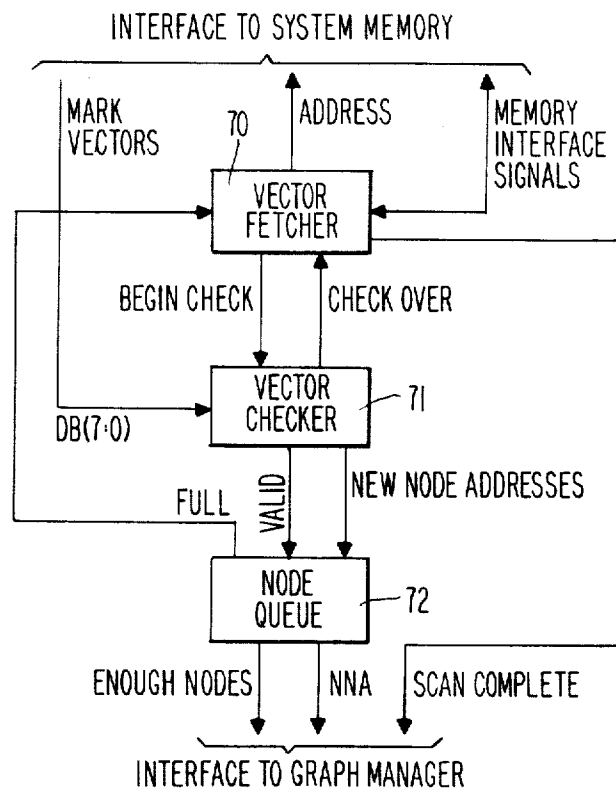 INTERFACE TO SYSTEM MEMORY
MARK
VECTORS
70
ADDRESS
MEMORY
INTERFACE
SIGNALS
VECTOR
FETCHER
BEGIN CHECK
CHECK OVER
VECTOR
CHECKER
71
DB(7:0)
FULL
VALID
NEW NODE ADDRESSES
NODE
QUEUE
72
ENOUGH NODES
NNA
SCAN COMPLETE
INTERFACE TO GRAPH MANAGER